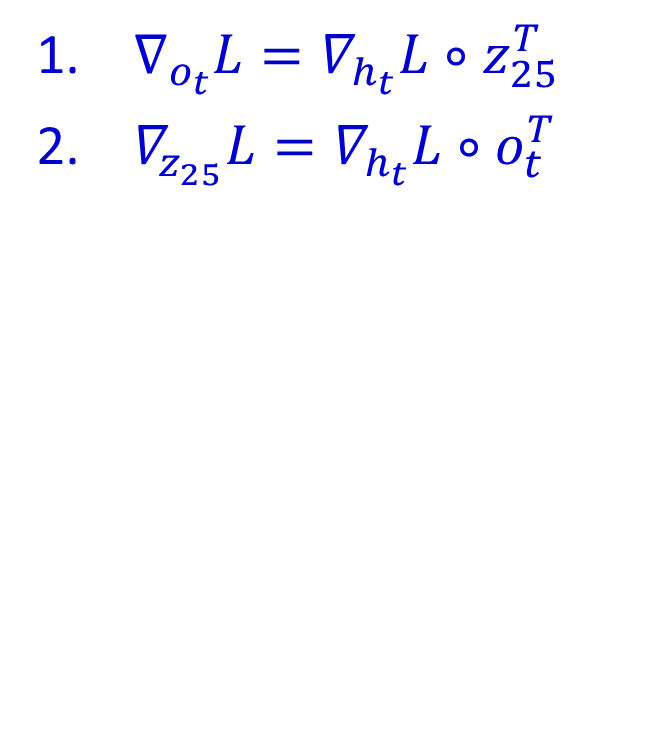 1. ∇_{o_t} L = ∇_{h_t} L ∘ z_{25}^T
2. ∇_{z_{25}} L = ∇_{h_t} L ∘ o_t^T